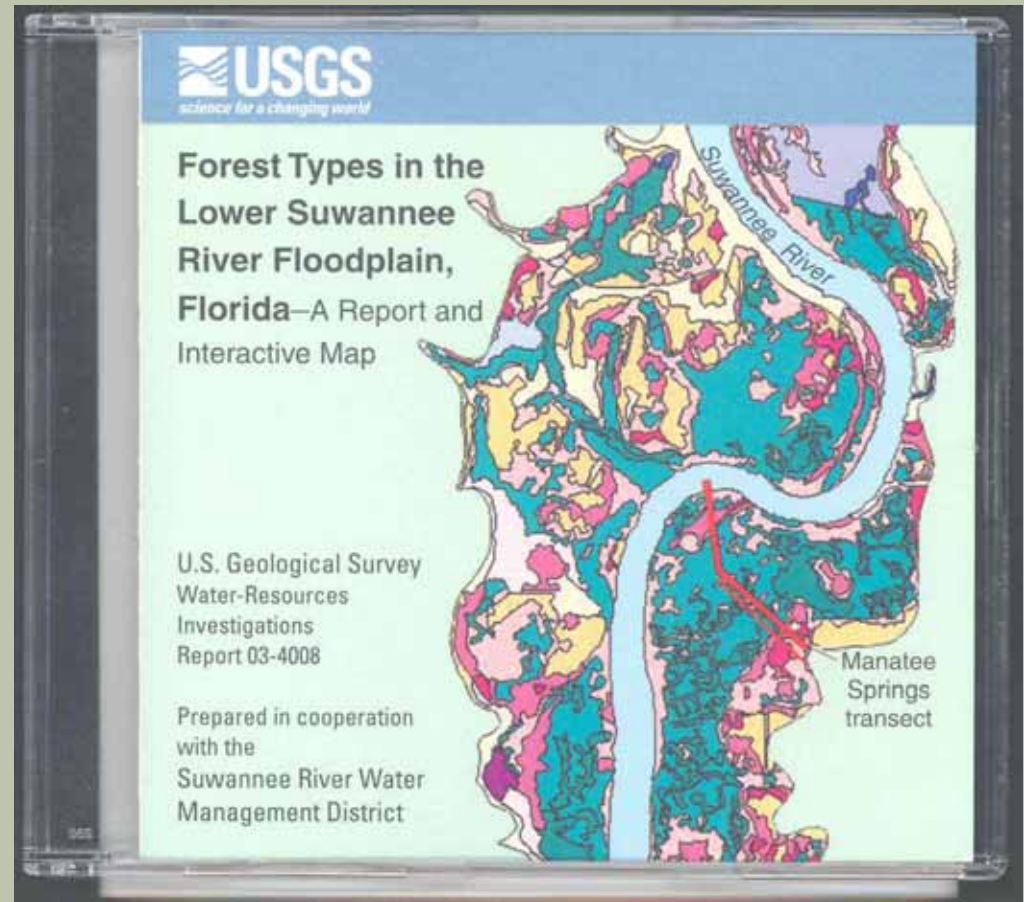 USGS
science for a changing world
Forest Types in the
Lower Suwannee
River Floodplain,
Florida–A Report and
Interactive Map
Suwannee River
U.S. Geological Survey
Water-Resources
Investigations
Report 03-4008
Manatee
Springs
transect
Prepared in cooperation
with the
Suwannee River Water
Management District